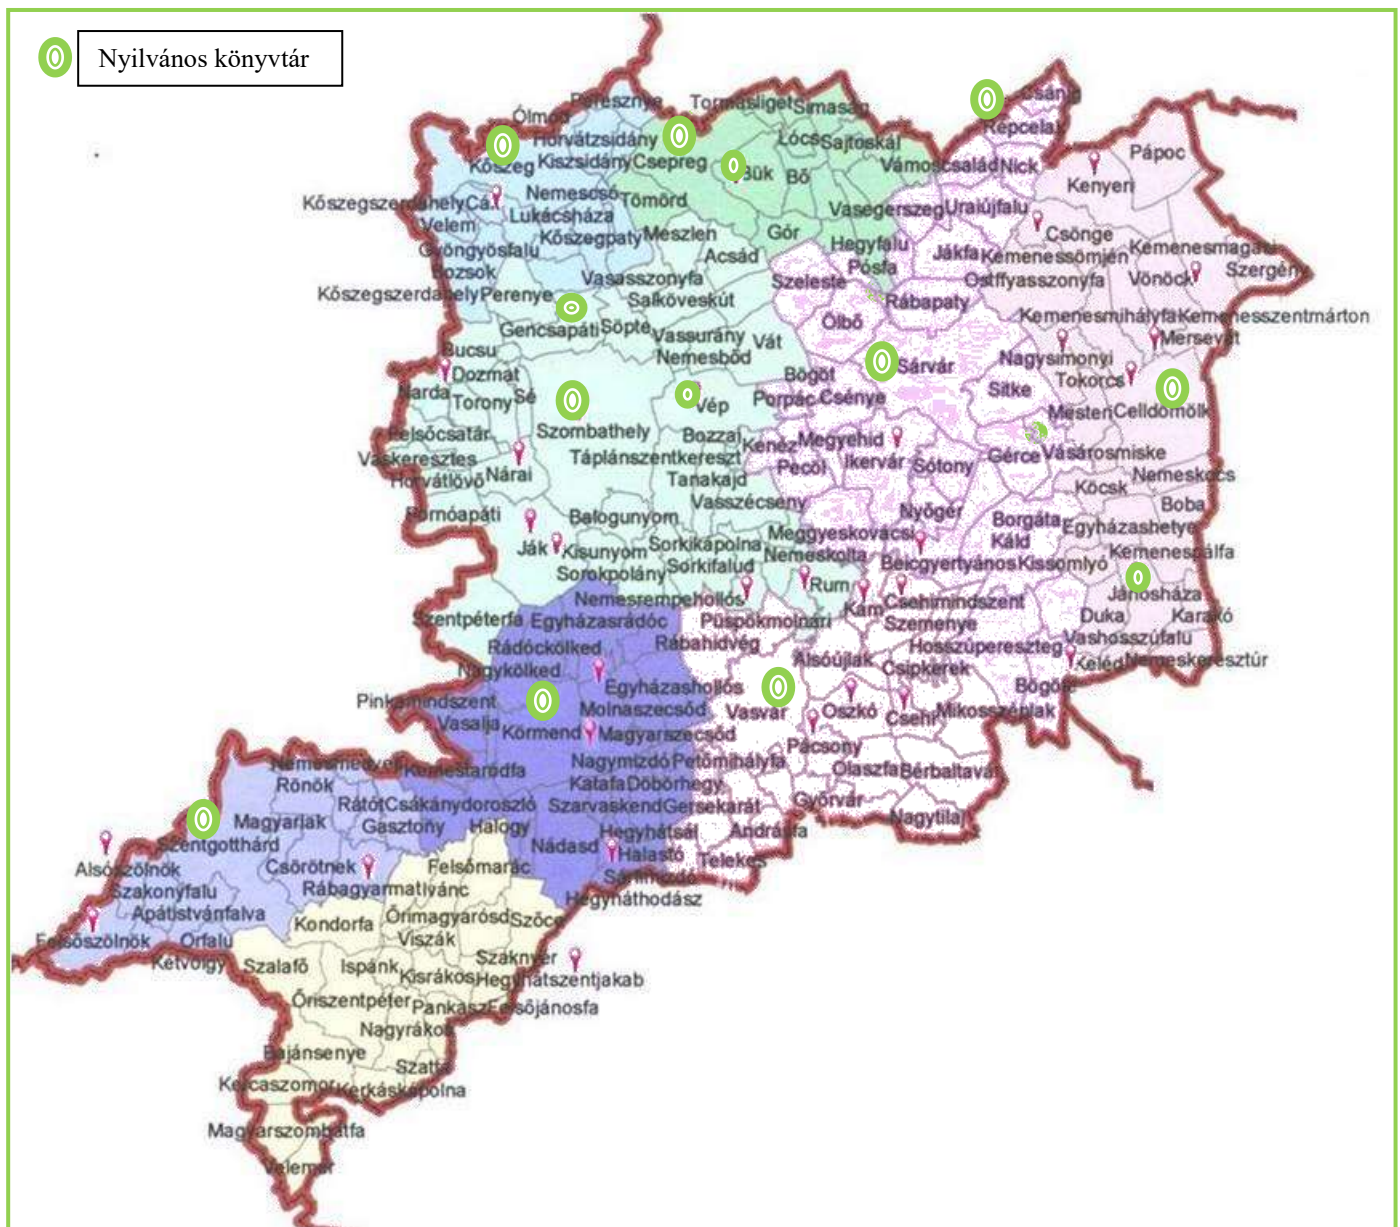 Nyilvános könyvtár
Peresznye
Tormásliget
Simaság
Répcelak
Horvátzsidány
Lócs
Sajtoskál
Kőszeg
Kiszsidány
Csepreg
Bük
Bő
Vámoscsalád
Nick
Pápoc
Kenyeri
Nemescsó
Tömörd
Kőszegszerdahely
Lukácsháza
Vasegerszeg
Uraiújfalu
Velem
Kőszegpaty
Meszlen
Gór
Hegyfalu
Csönge
Gyöngyösfalu
Acsád
Jákfa
Kemenessömjén
Kemenesmagasi
Bozsok
Vasasszonyfa
Szeleste
Pósfa
Ostffyasszonyfa
Vönöck
Szergény
Kőszegszerdahely
Perenye
Salköveskút
Rábapaty
Gencsapáti
Söpte
Vassurány
Vát
Ölbő
Kemenesmihályfa
Kemenesszentmárton
Bucsu
Nemesbőd
Mersevát
Dozmat
Bögöt
Sárvár
Nagysimonyi
Tokorcs
Narda
Torony
Sé
Vép
Porpác
Csénye
Sitke
Mesteri
Celldömölk
Felsőcsatár
Szombathely
Bozzai
Kenéz
Megyehid
Vaskeresztes
Nárai
Táplánszentkereszt
Pecöl
Ikervár
Sótony
Gérce
Vásárosmiske
Horvátlövő
Tanakajd
Nemeskocs
Köcsk
Vasszécseny
Boba
Pornóapáti
Balogunyom
Nyőgér
Borgáta
Egyházashetye
Ják
Kisunyom
Sorkikápolna
Meggyeskovácsi
Káld
Nemeskolta
Kemenespálfa
Sorokpolány
Sorkifalud
Rum
Bejcgyertyános
Kissomlyó
Jánosháza
Szentpéterfa
Nemesrempehollós
Kám
Csehimindszent
Duka
Karakó
Egyházasrádóc
Püspökmolnári
Szemenye
Rádóckölked
Rábahidvég
Hosszúpereszteg
Vashosszúfalu
Nagykölked
Alsóújlak
Csipkerek
Keléd
Nemeskeresztúr
Egyházashollós
Bögöte
Pinkamindszent
Molnaszecsőd
Vasvár
Oszkó
Csehi
Mikosszéplak
Vasalja
Körmend
Magyarszecsőd
Pácsony
Nemesmedves
Kemestaródfa
Nagymizdó
Petőmihályfa
Olaszfa
Bérbaltavár
Rönök
Katafa
Döbörhegy
Rátót
Csákánydoroszló
Szarvaskend
Gersekarát
Győrvár
Magyarlak
Gasztony
Halogy
Hegyhátsál
Andrásfa
Nagytilaj
Szentgotthárd
Nádasd
Halastó
Telekes
Alsószölnök
Csörötnek
Felsőmarác
Szakonyfalu
Rábagyarmat
Ivánc
Hegyháthodász
Apátistvánfalva
Kondorfa
Őrimagyarósd
Szőce
Felsőszölnök
Orfalu
Viszák
Kétvölgy
Szalafő
Ispánk
Szaknyér
Kisrákos
Hegyhátszentjakab
Őriszentpéter
Pankasz
Felsőjánosfa
Nagyrákos
Bajánsenye
Szatta
Kercaszomor
Kerkáskápolna
Magyarszombatfa
Velemér